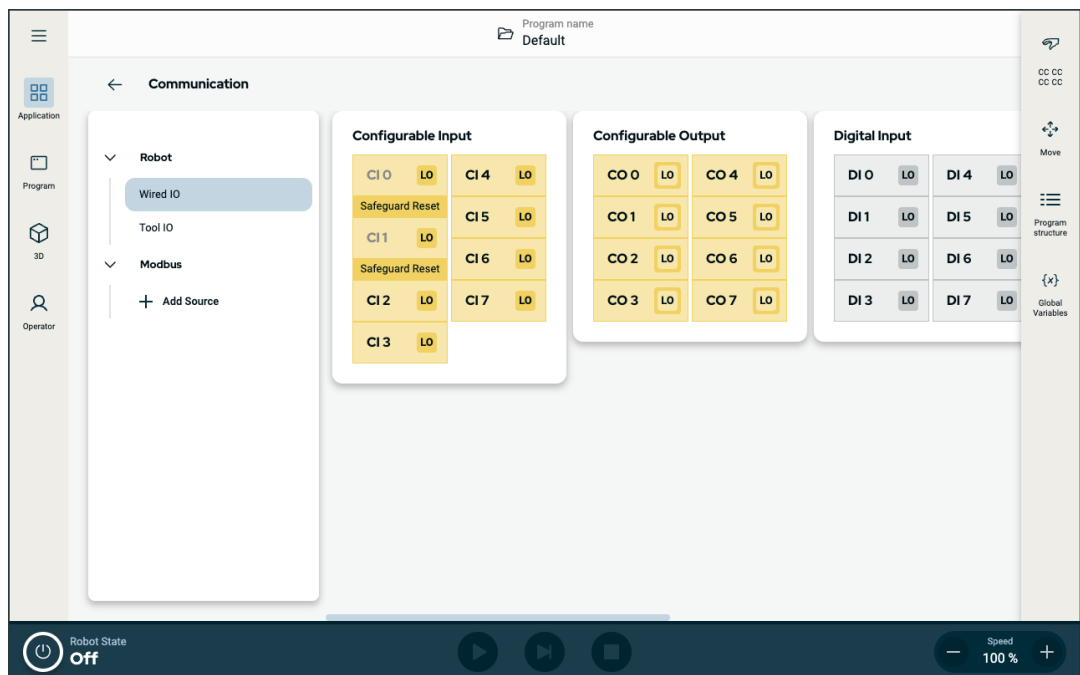 Program name
Default
CC CC
CC CC
Application
Program
3D
Operator
Communication
Robot
Wired IO
Tool IO
Modbus
Add Source
Configurable Input
CI 0 LO CI 4 LO
Safeguard Reset
CI 5 LO
CI 1 LO
CI 6 LO
Safeguard Reset
CI 2 LO CI 7 LO
CI 3 LO
Configurable Output
CO 0 LO CO 4 LO
CO 1 LO CO 5 LO
CO 2 LO CO 6 LO
CO 3 LO CO 7 LO
Digital Input
DI 0 LO DI 4 LO
DI 1 LO DI 5 LO
DI 2 LO DI 6 LO
DI 3 LO DI 7 LO
Move
Program
structure
{x}
Global
Variables
Robot State
Off
Speed
100 %